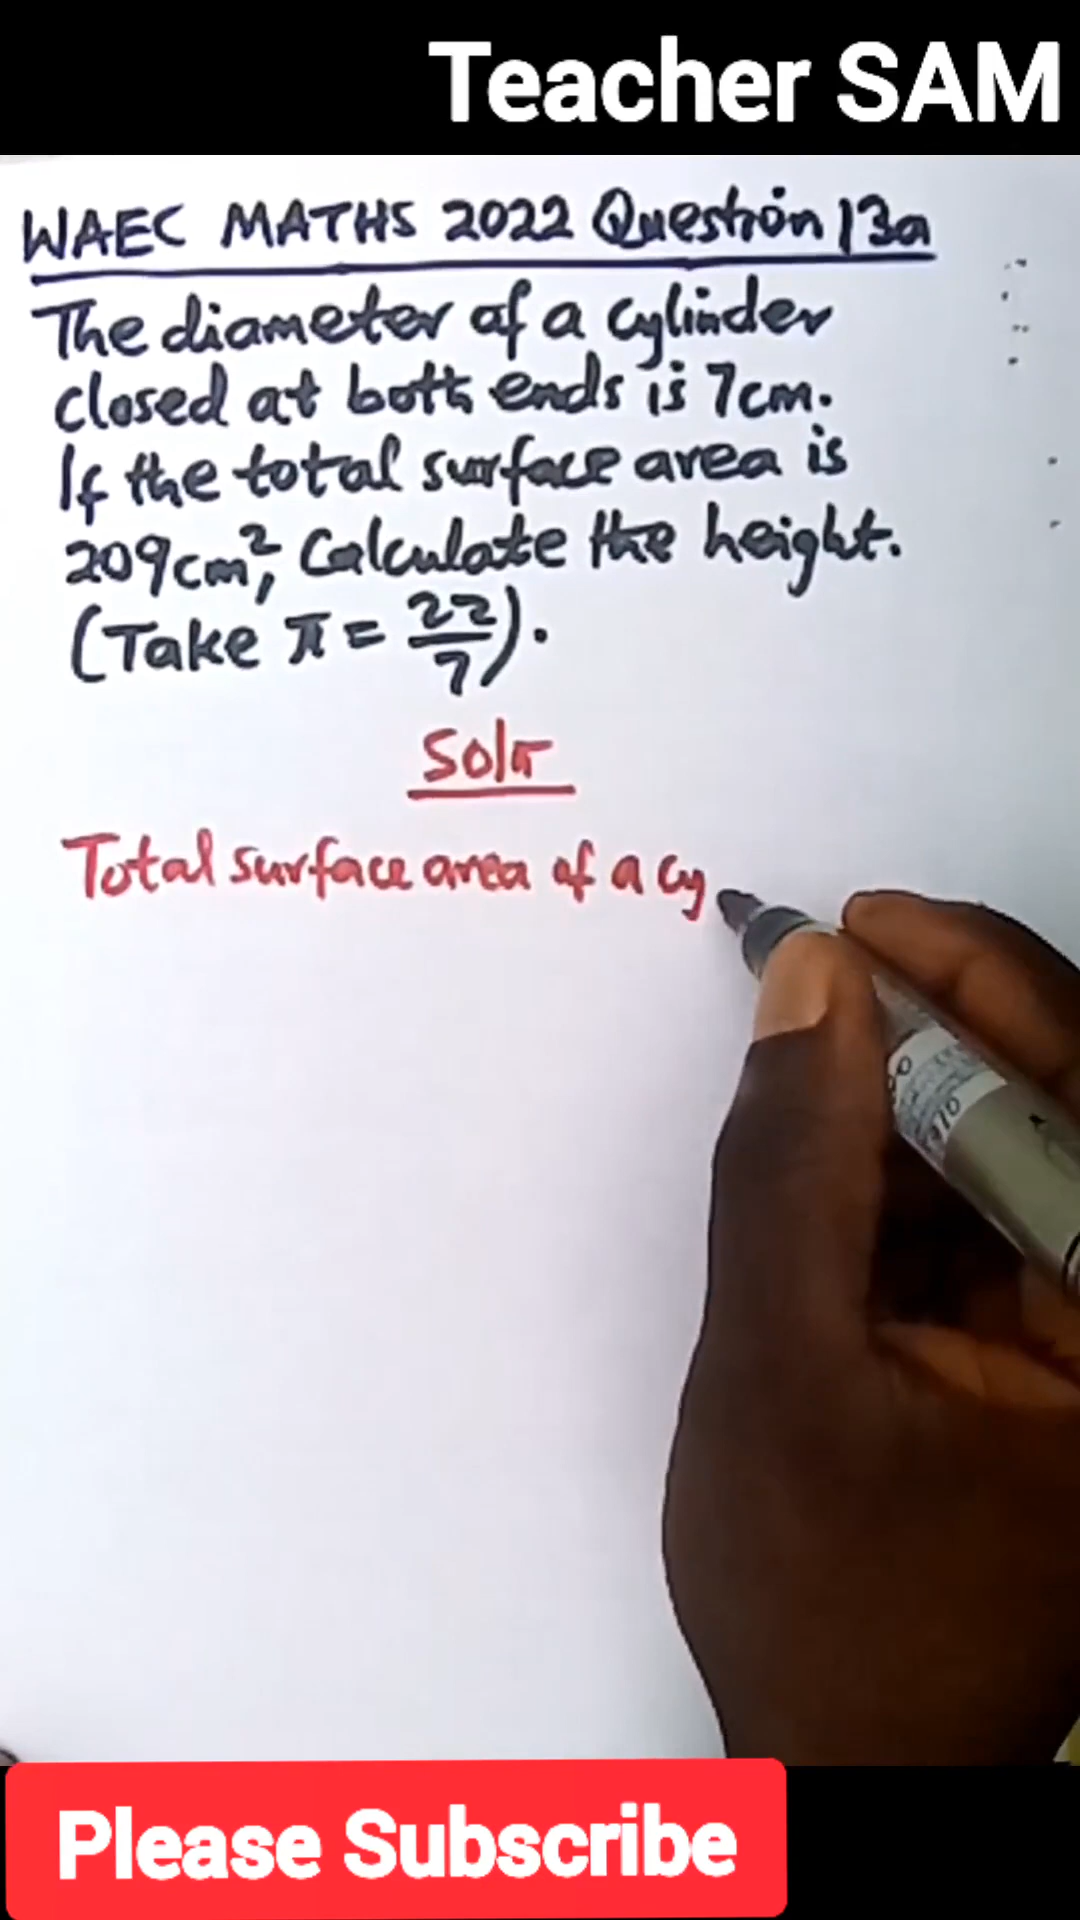 Teacher SAM
WAEC MATHS 2022 Question 13a
The diameter of a cylinder
closed at both ends is 7cm.
If the total surface area is
209cm², Calculate the height.
(Take π = 22/7).
Soln
Total surface area of a cy
Please Subscribe